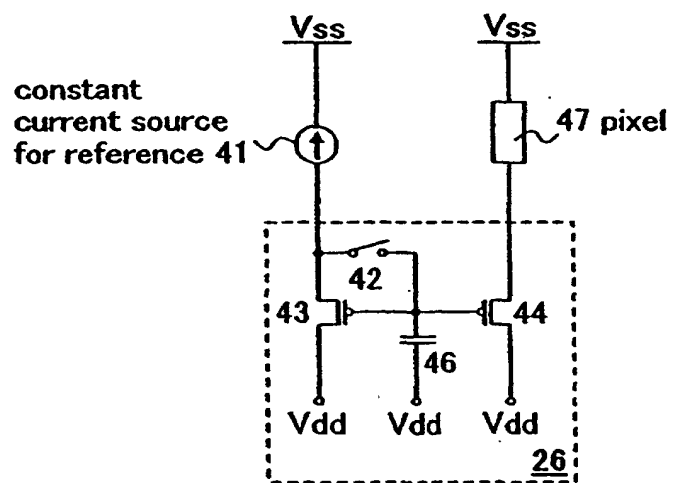 Vss
Vss
constant
current source
for reference 41
47 pixel
42
43
44
46
Vdd
Vdd
Vdd
26